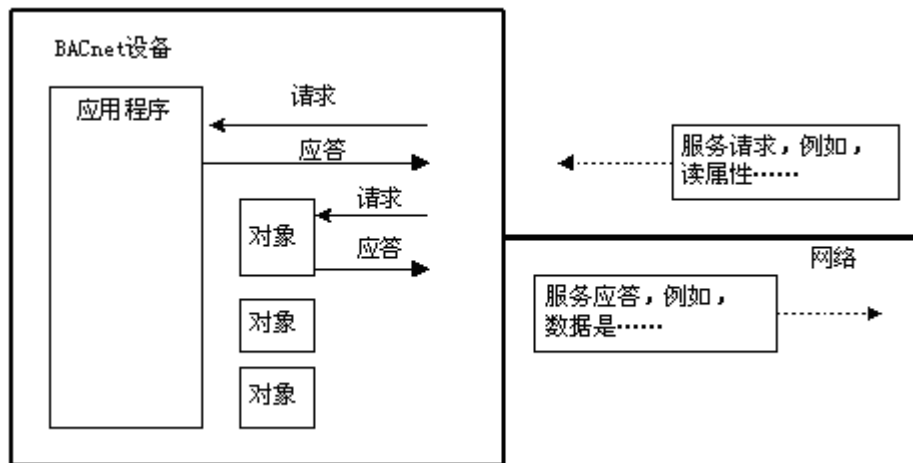 BACnet设备
应用程序
请求
应答
请求
对象
应答
对象
对象
服务请求，例如，
读属性……
网络
服务应答，例如，
数据是……